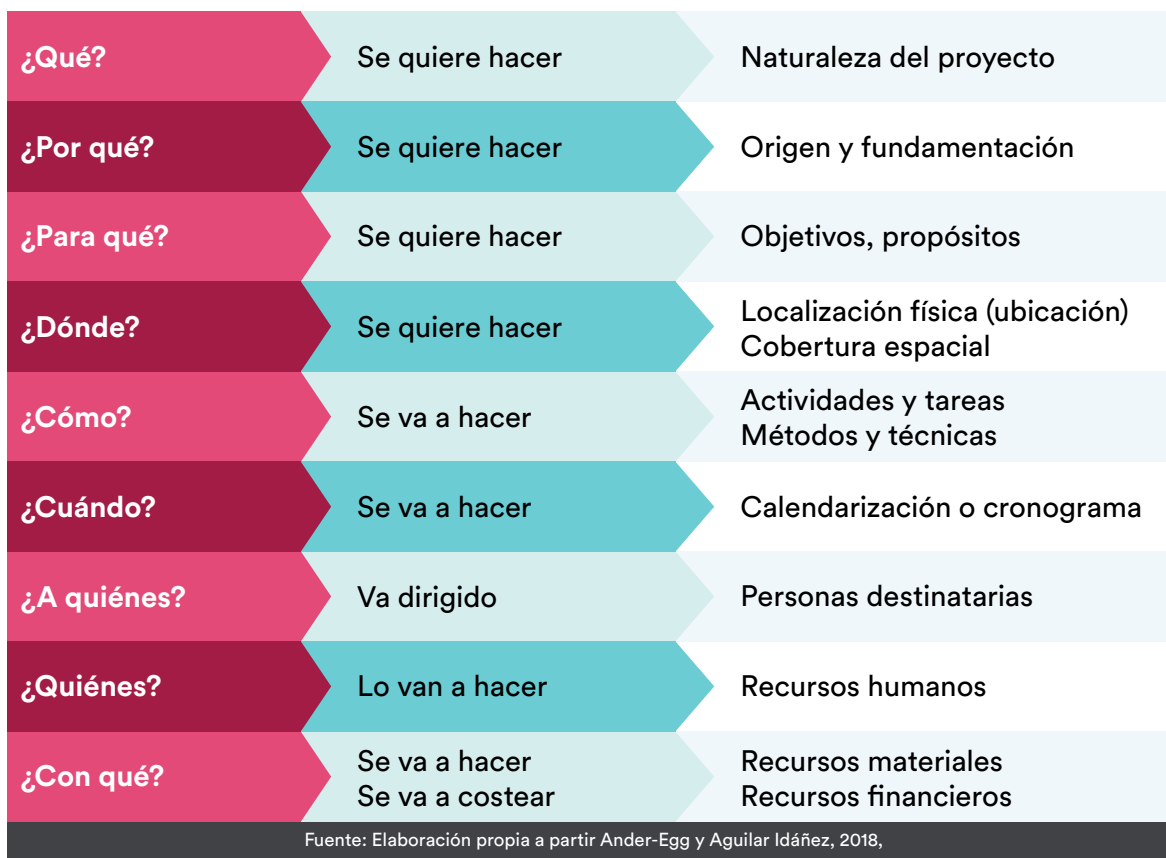 ¿Qué? Se quiere hacer Naturaleza del proyecto
¿Por qué? Se quiere hacer Origen y fundamentación
¿Para qué? Se quiere hacer Objetivos, propósitos
¿Dónde? Se quiere hacer Localización física (ubicación)
Cobertura espacial
¿Cómo? Se va a hacer Actividades y tareas
Métodos y técnicas
¿Cuándo? Se va a hacer Calendarización o cronograma
¿A quiénes? Va dirigido Personas destinatarias
¿Quiénes? Lo van a hacer Recursos humanos
¿Con qué? Se va a hacer Recursos materiales
Se va a costear Recursos financieros
Fuente: Elaboración propia a partir Ander-Egg y Aguilar Idáñez, 2018,